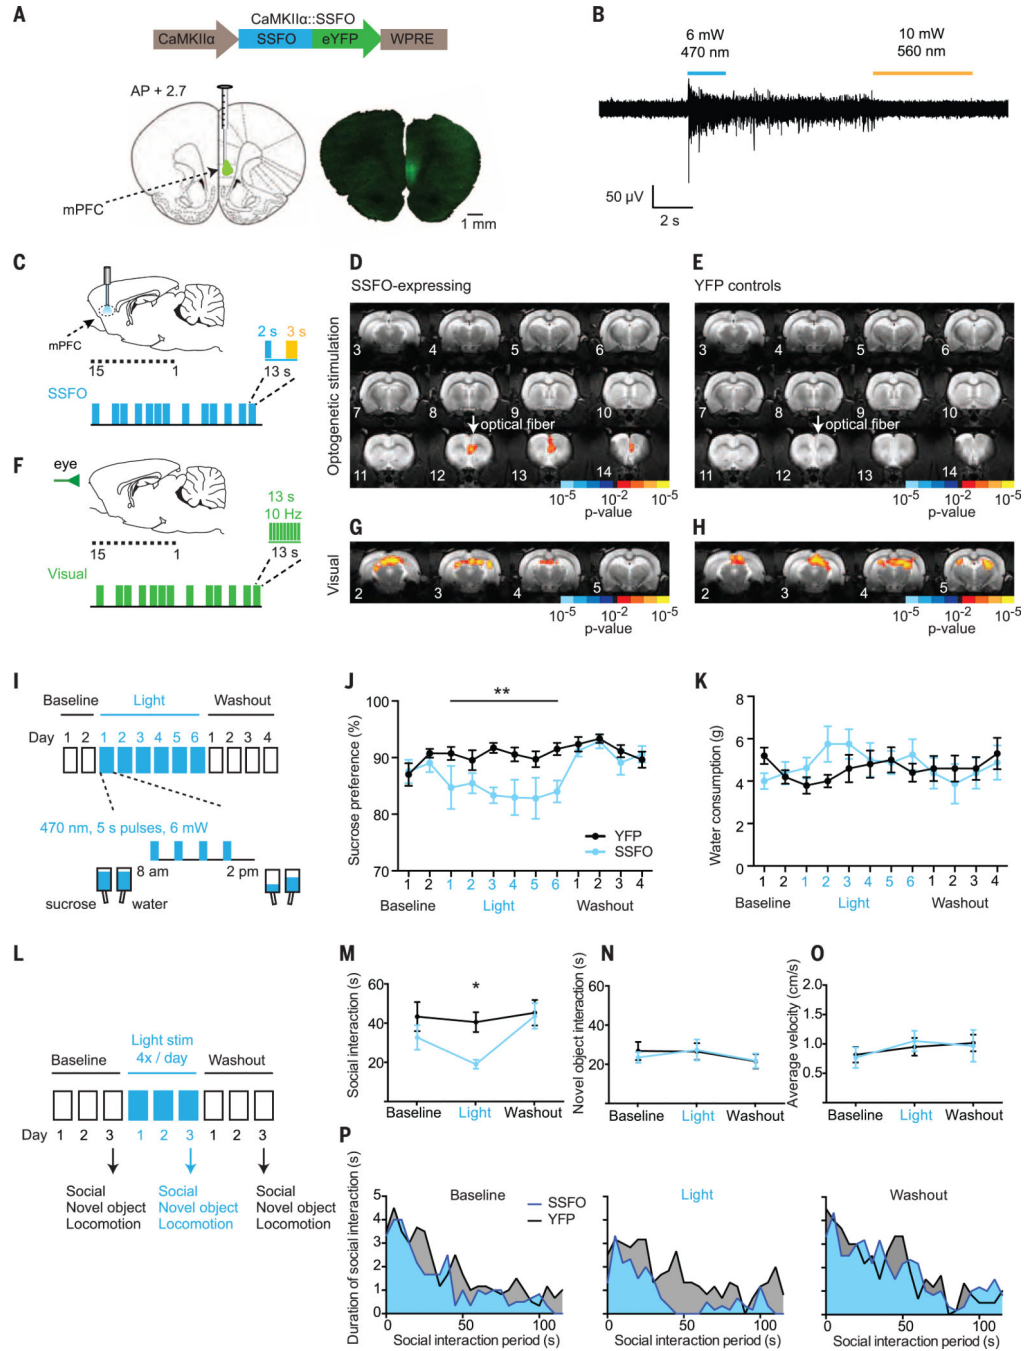 A
CaMKIIα::SSFO
CaMKIIα SSFO eYFP WPRE
AP + 2.7
mPFC
1 mm
B
6 mW 10 mW
470 nm 560 nm
50 μV
2 s
C
mPFC
15 1
2 s 3 s
13 s
SSFO
D
SSFO-expressing
Optogenetic stimulation
3 4 5 6
7 8 9 10
optical fiber
11 12 13 14
10-5 10-2 10-5
p-value
E
YFP controls
3 4 5 6
7 8 9 10
optical fiber
11 12 13 14
10-5 10-2 10-5
p-value
F
eye
15 1
13 s
10 Hz
13 s
Visual
G
Visual
2 3 4 5
10-5 10-2 10-5
p-value
H
2 3 4 5
10-5 10-2 10-5
p-value
I
Baseline Light Washout
Day 1 2 1 2 3 4 5 6 1 2 3 4
470 nm, 5 s pulses, 6 mW
8 am 2 pm
sucrose water
J
Sucrose preference (%)
**
100
90
80
70
YFP
SSFO
1 2 1 2 3 4 5 6 1 2 3 4
Baseline Light Washout
K
Water consumption (g)
8
6
4
2
0
1 2 1 2 3 4 5 6 1 2 3 4
Baseline Light Washout
L
Light stim
4x / day
Baseline Washout
Day 1 2 3 1 2 3 1 2 3
Social Social Social
Novel object Novel object Novel object
Locomotion Locomotion Locomotion
M
Social interaction (s)
60
40
20
*
Baseline Light Washout
N
Novel object interaction (s)
60
40
20
Baseline Light Washout
O
Average velocity (cm/s)
2.0
1.5
1.0
0.5
0
Baseline Light Washout
P
Duration of social interaction (s)
5
4
3
2
1
0
Baseline Light Washout
SSFO
YFP
0 50 100 0 50 100 0 50 100
Social interaction period (s) Social interaction period (s) Social interaction period (s)